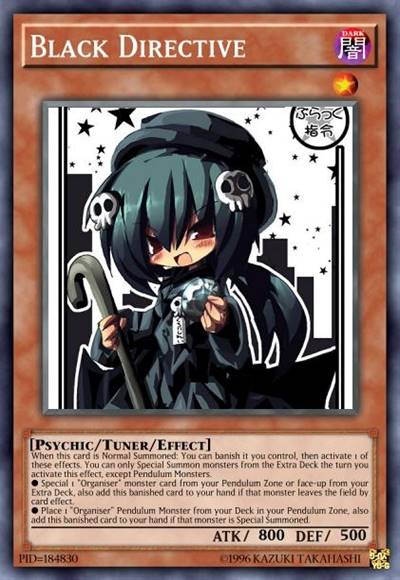 BLACK DIRECTIVE
DARK
闇
ぶらっく
指令
[PSYCHIC/TUNER/EFFECT]
When this card is Normal Summoned: You can banish it you control, then activate 1 of
these effects. You can only Special Summon monsters from the Extra Deck the turn you
activate this effect, except Pendulum Monsters.
● Special 1 "Organiser" monster card from your Pendulum Zone or face-up from your
Extra Deck, also add this banished card to your hand if that monster leaves the field by
card effect.
● Place 1 "Organiser" Pendulum Monster from your Deck in your Pendulum Zone, also
add this banished card to your hand if that monster is Special Summoned.
ATK/ 800 DEF/ 500
PID=184830
©1996 KAZUKI TAKAHASHI